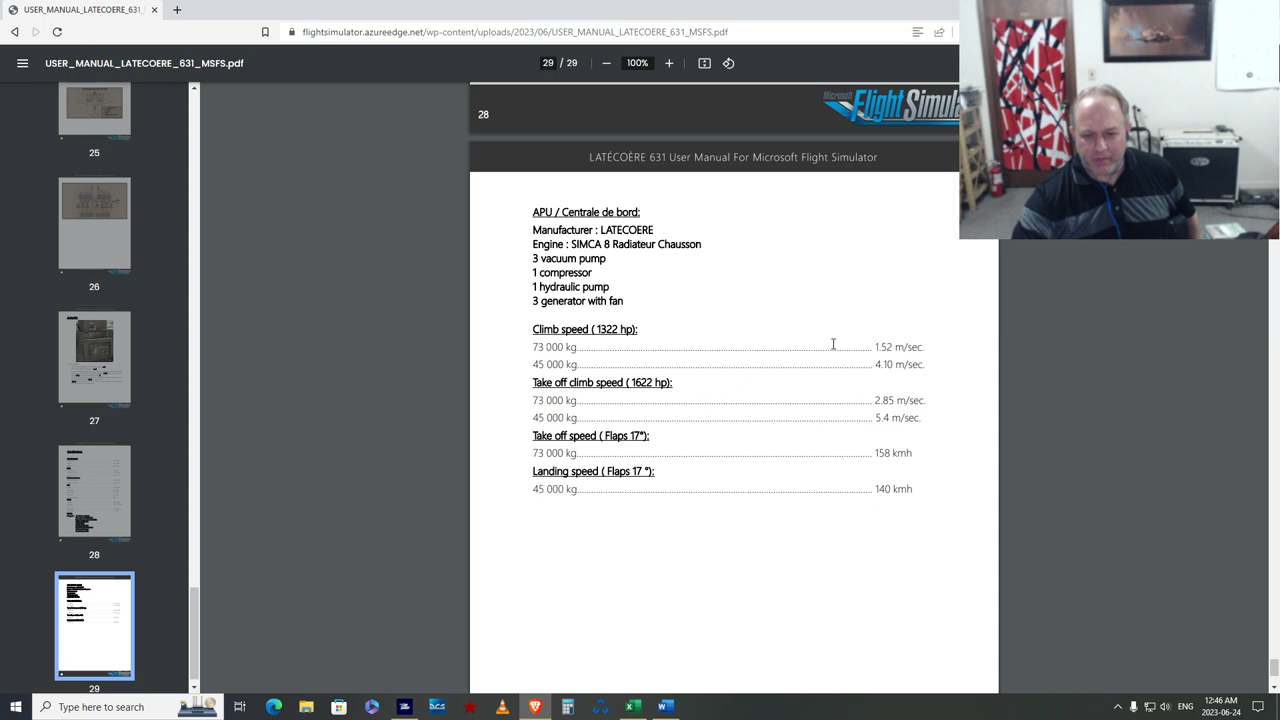 USER_MANUAL_LATECOERE_631_
flightsimulator.azureedge.net/wp-content/uploads/2023/06/USER_MANUAL_LATECOERE_631_MSFS.pdf
USER_MANUAL_LATECOERE_631_MSFS.pdf
29 / 29
100%
25
26
27
28
29
28
Microsoft
Flight Simula
LATÉCOÈRE 631 User Manual For Microsoft Flight Simulator
APU / Centrale de bord:
Manufacturer : LATECOERE
Engine : SIMCA 8 Radiateur Chausson
3 vacuum pump
1 compressor
1 hydraulic pump
3 generator with fan
Climb speed ( 1322 hp):
73 000 kg 1.52 m/sec.
45 000 kg 4.10 m/sec.
Take off climb speed ( 1622 hp):
73 000 kg 2.85 m/sec.
45 000 kg 5.4 m/sec.
Take off speed ( Flaps 17°):
73 000 kg 158 kmh
Landing speed ( Flaps 17 °):
45 000 kg 140 kmh
Type here to search
DCS
ENG
12:46 AM
2023-06-24